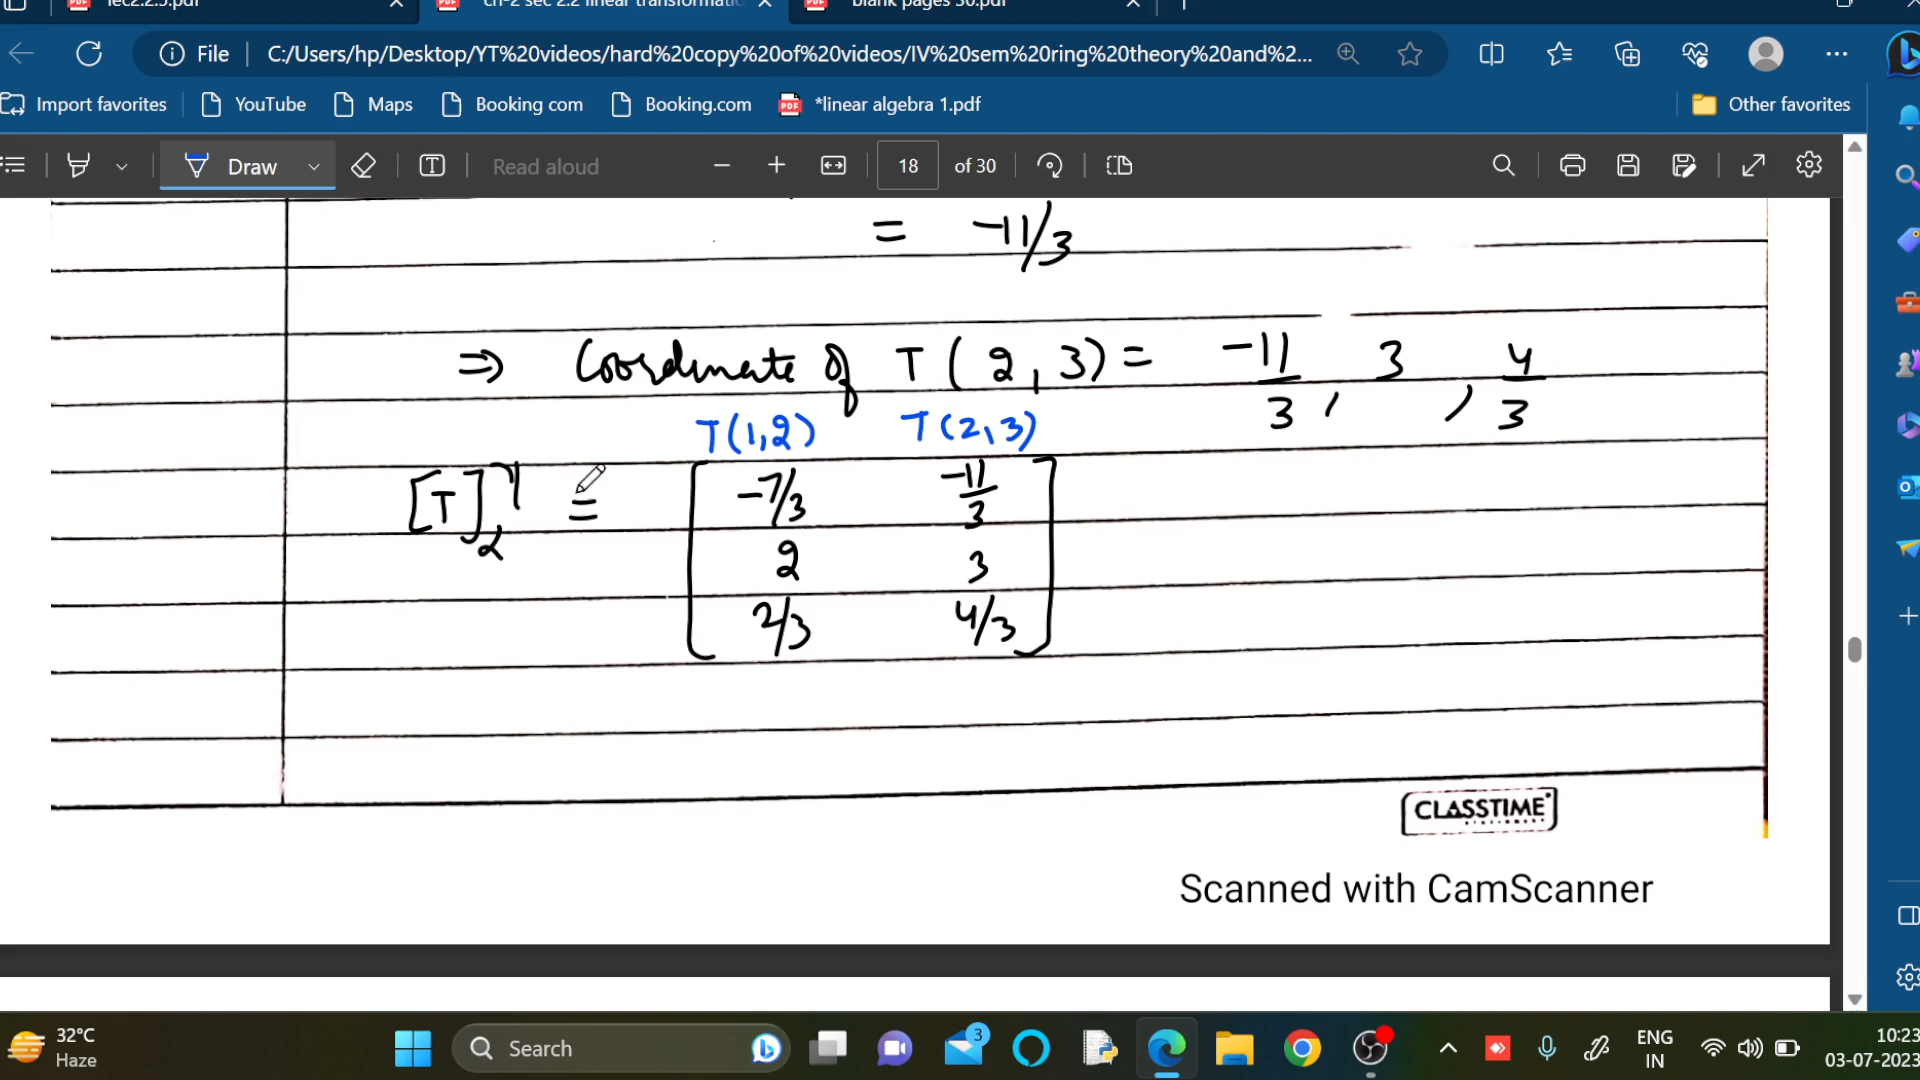 lec2.2.5.pdf
ch-2 sec 2.2 linear transformatio
blank pages 30.pdf
File C:/Users/hp/Desktop/YT%20videos/hard%20copy%20of%20videos/IV%20sem%20ring%20theory%20and%2...
Import favorites YouTube Maps Booking com Booking.com *linear algebra 1.pdf Other favorites
Draw Read aloud 18 of 30
= -11/3
⇒ Coordinate of T(2,3) = -11/3, 3, 4/3
T(1,2) T(2,3)
[T] = [ -7/3 -11/3
2 3
2/3 4/3 ]
CLASSTIME
Scanned with CamScanner
32°C
Haze
Search
3
ENG
IN
10:23
03-07-2023